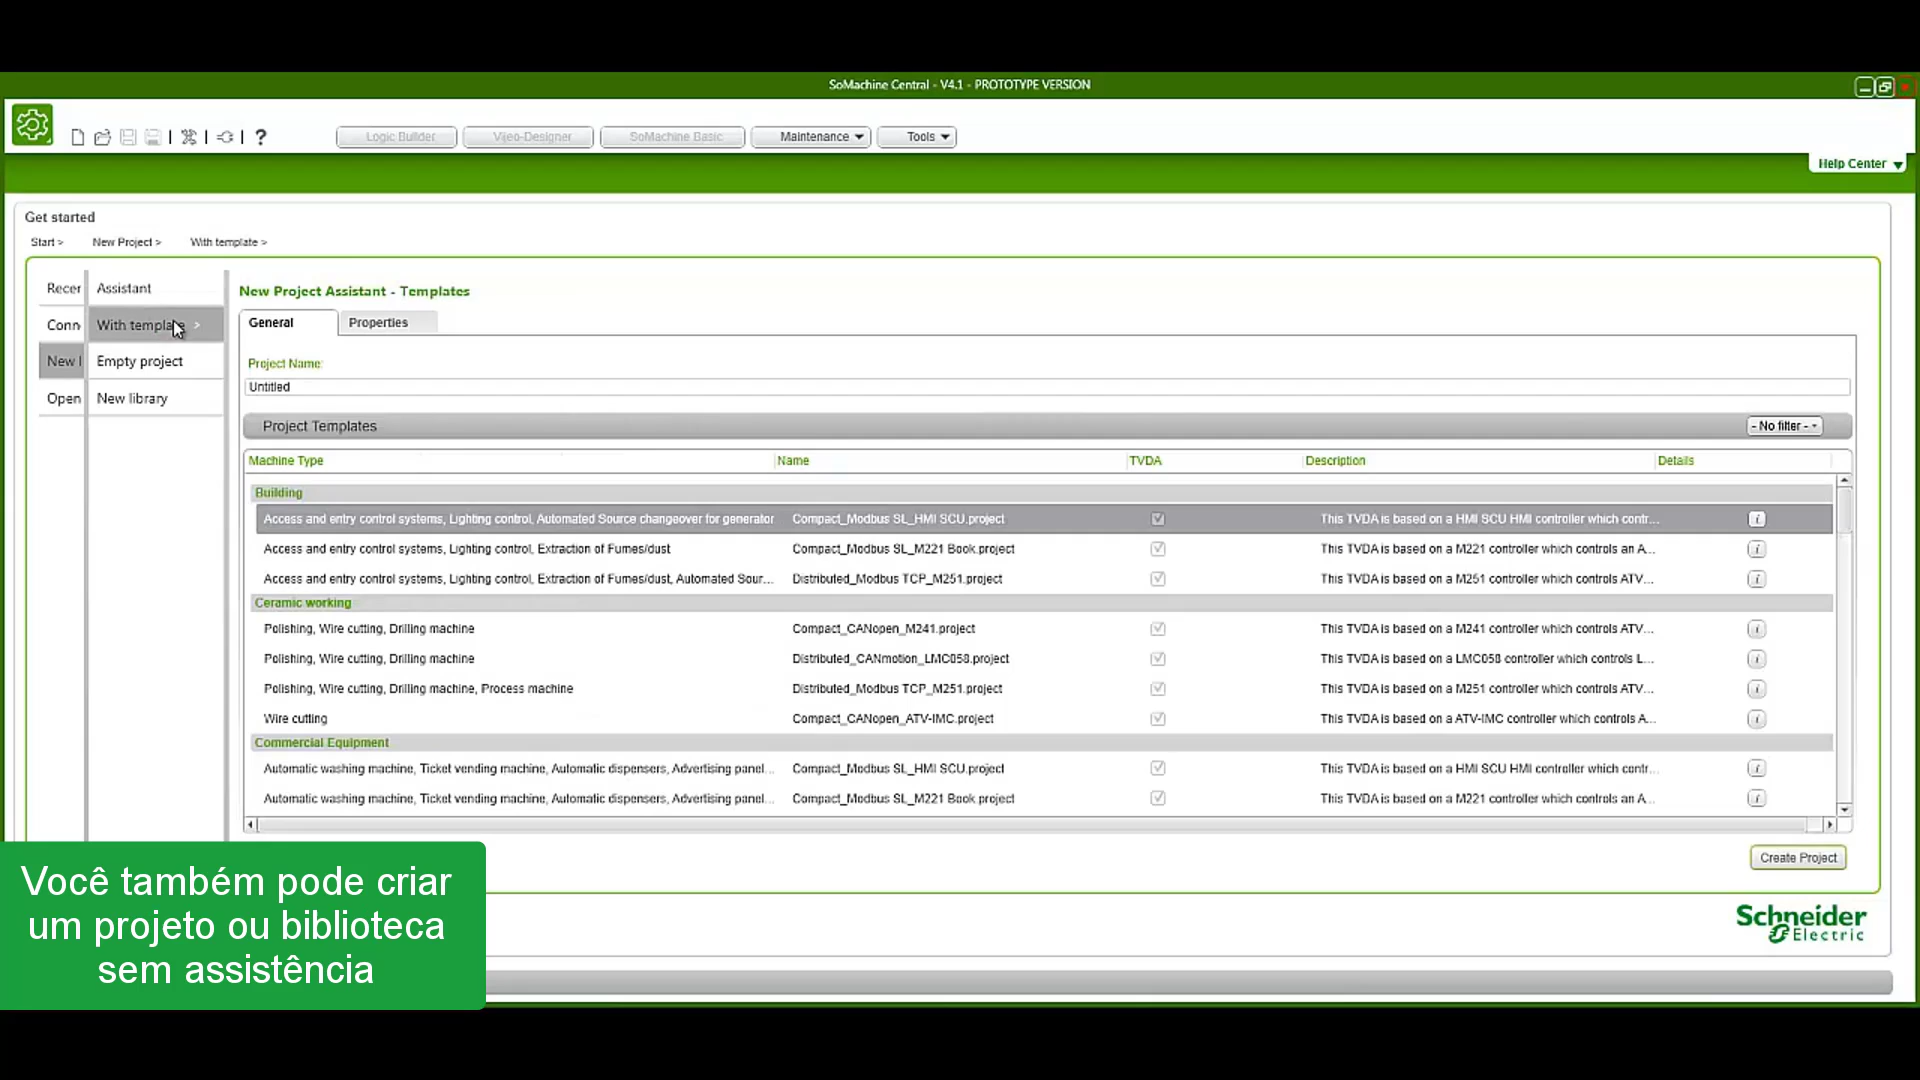 SoMachine Central - V4.1 - PROTOTYPE VERSION
Logic Builder
Vijeo-Designer
SoMachine Basic
Maintenance
Tools
Help Center
Get started
Start >
New Project >
With template >
Recer
Assistant
Conn
With template >
New
Empty project
Open
New library
New Project Assistant - Templates
General
Properties
Project Name:
Untitled
Project Templates
- No filter -
Machine Type Name TVDA Description Details
Building
Access and entry control systems, Lighting control, Automated Source changeover for generator Compact_Modbus SL_HMI SCU.project This TVDA is based on a HMI SCU HMI controller which contr... i
Access and entry control systems, Lighting control, Extraction of Fumes/dust Compact_Modbus SL_M221 Book.project This TVDA is based on a M221 controller which controls an A... i
Access and entry control systems, Lighting control, Extraction of Fumes/dust, Automated Sour... Distributed_Modbus TCP_M251.project This TVDA is based on a M251 controller which controls ATV... i
Ceramic working
Polishing, Wire cutting, Drilling machine Compact_CANopen_M241.project This TVDA is based on a M241 controller which controls ATV... i
Polishing, Wire cutting, Drilling machine Distributed_CANmotion_LMC058.project This TVDA is based on a LMC058 controller which controls L... i
Polishing, Wire cutting, Drilling machine, Process machine Distributed_Modbus TCP_M251.project This TVDA is based on a M251 controller which controls ATV... i
Wire cutting Compact_CANopen_ATV-IMC.project This TVDA is based on a ATV-IMC controller which controls A... i
Commercial Equipment
Automatic washing machine, Ticket vending machine, Automatic dispensers, Advertising panel... Compact_Modbus SL_HMI SCU.project This TVDA is based on a HMI SCU HMI controller which contr... i
Automatic washing machine, Ticket vending machine, Automatic dispensers, Advertising panel... Compact_Modbus SL_M221 Book.project This TVDA is based on a M221 controller which controls an A... i
Create Project
Você também pode criar
um projeto ou biblioteca
sem assistência
Schneider
Electric